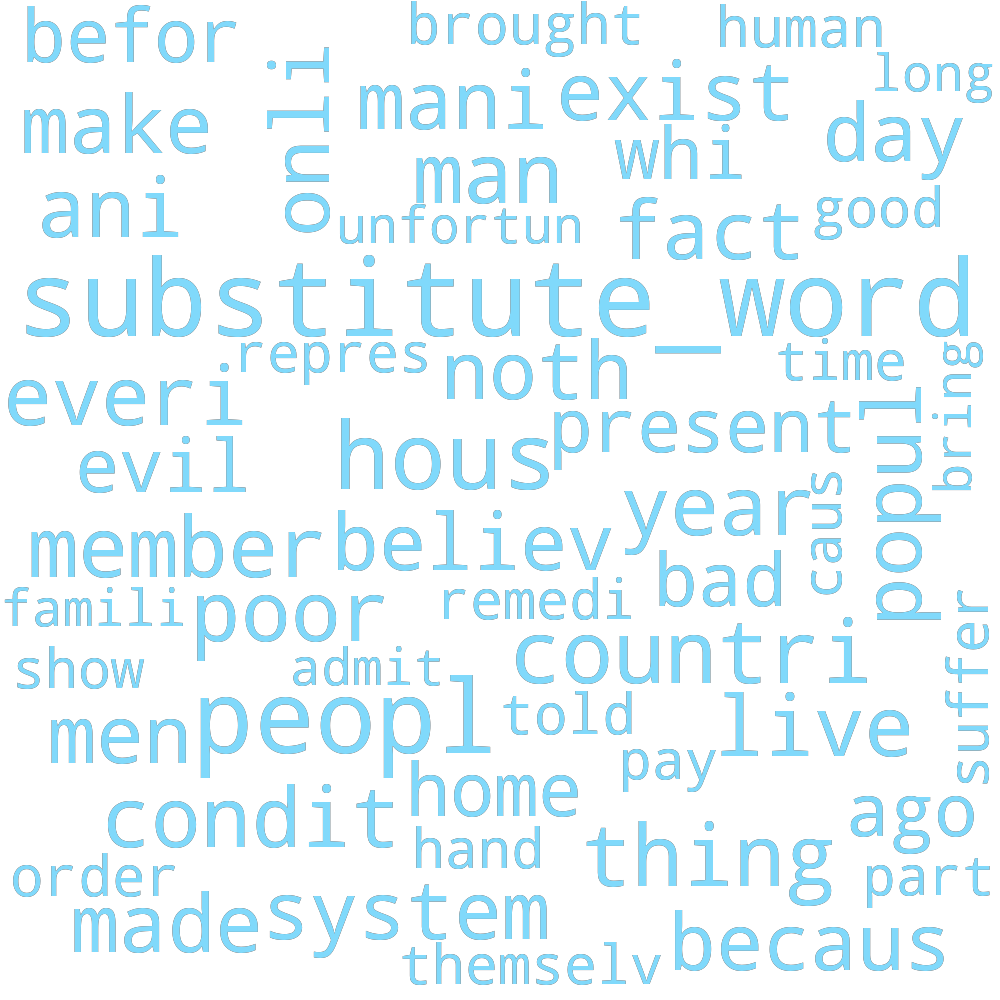 befor
brought
human
onli
long
make
mani
exist
day
whi
man
ani
unfortun
fact
good
substitute_word
repres
noth
time
bring
everi
popul
present
evil
hous
caus
year
member
believ
bad
famili
poor
remedi
suffer
show
admit
countri
men
peopl
told
live
pay
condit
home
ago
hand
thing
order
part
made
system
themselv
becaus